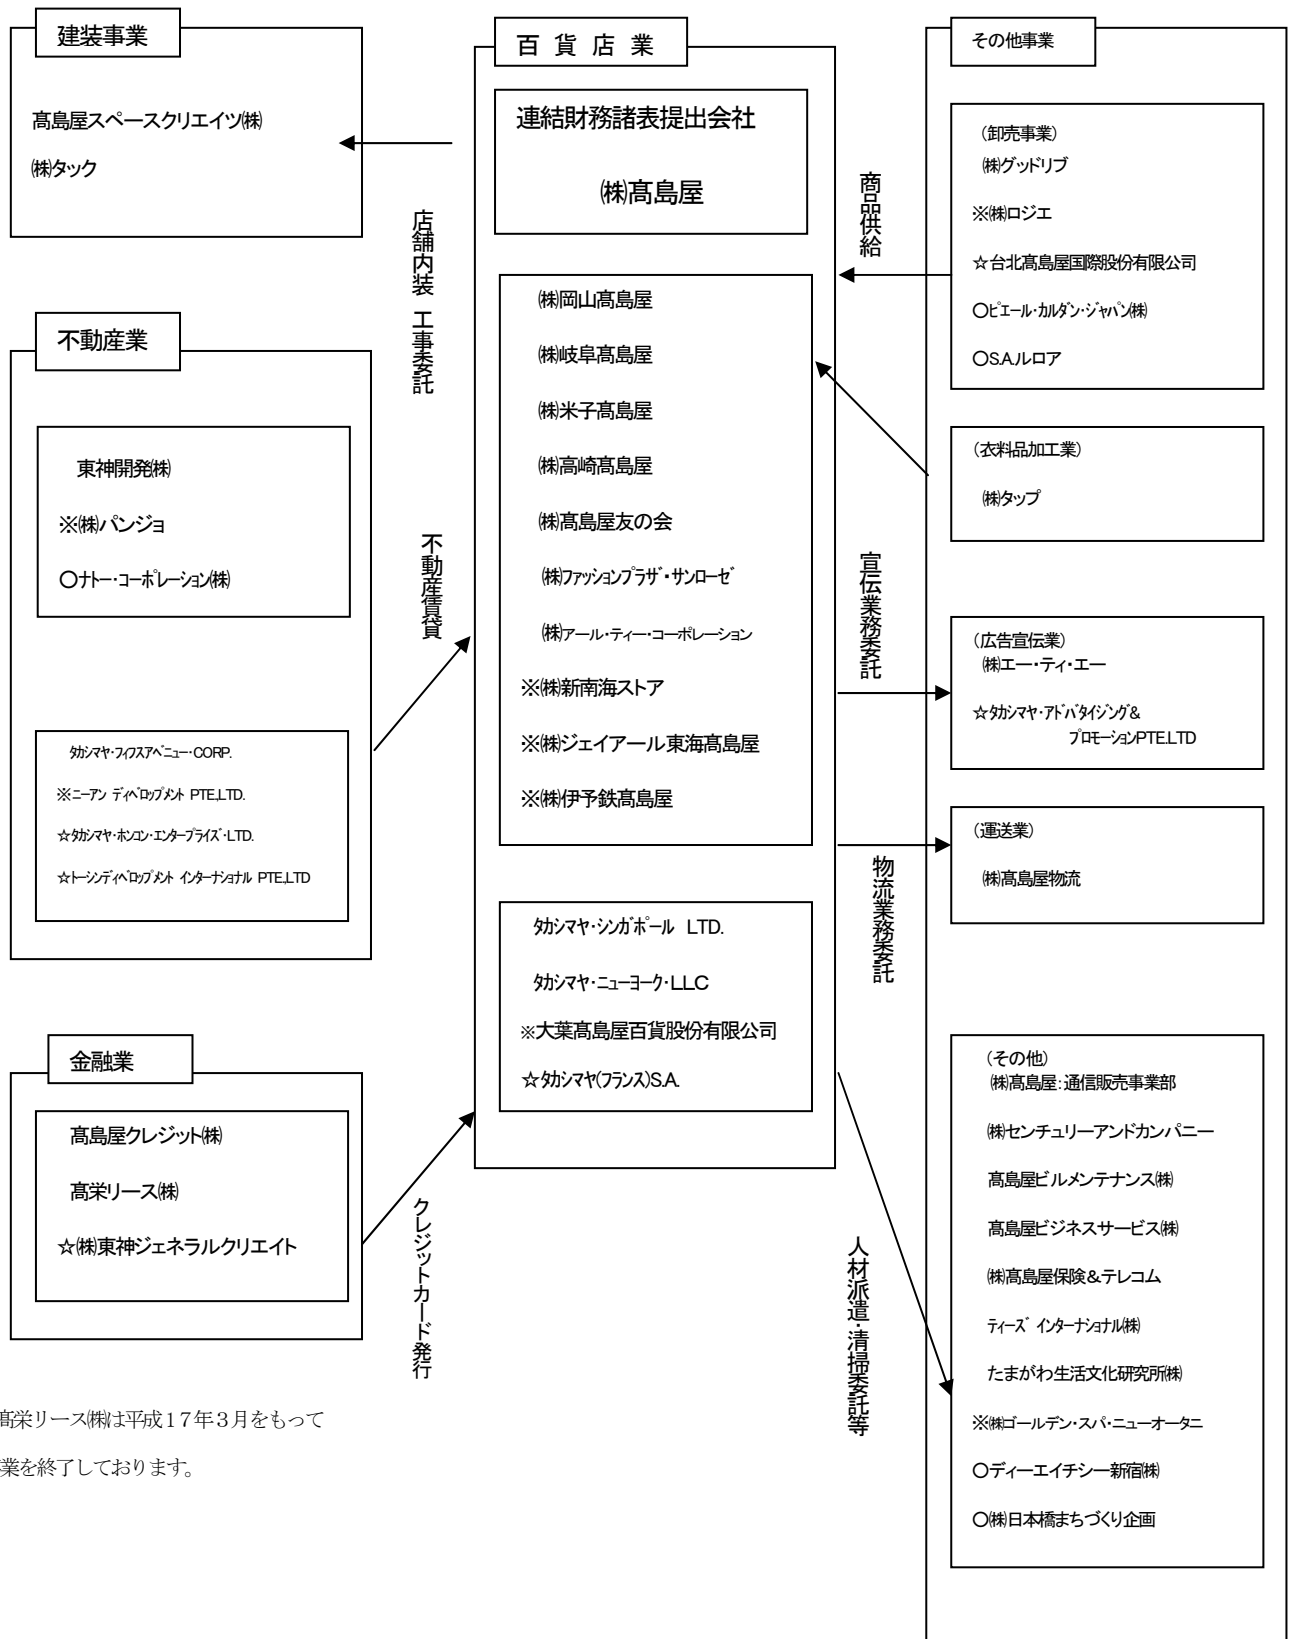 建装事業
髙島屋スペースクリエイツ㈱
㈱タック
不動産業
東神開発㈱
※㈱パンジョ
○ナトー・コーポレーション㈱
タカシマヤ・フィフスアベニュー・CORP.
※ニーアン ディベロップメント PTE,LTD.
☆タカシマヤ・ホンコン・エンタープライズ・LTD.
☆トーシンディベロップメント インターナショナル PTE,LTD
金融業
髙島屋クレジット㈱
髙栄リース㈱
☆㈱東神ジェネラルクリエイト
髙栄リース㈱は平成17年3月をもって
業を終了しております。
店舗内装 工事委託
不動産賃貸
クレジットカード発行
百 貨 店 業
連結財務諸表提出会社
㈱髙島屋
㈱岡山髙島屋
㈱岐阜髙島屋
㈱米子髙島屋
㈱高崎髙島屋
㈱髙島屋友の会
㈱ファッションプラザ・サンローゼ
㈱アール・ティー・コーポレーション
※㈱新南海ストア
※㈱ジェイアール東海髙島屋
※㈱伊予鉄髙島屋
タカシマヤ・シンガポール LTD.
タカシマヤ・ニューヨーク・LLC
※大葉髙島屋百貨股份有限公司
☆タカシマヤ(フランス)S.A.
商品供給
宣伝業務委託
物流業務委託
人材派遣・清掃委託等
その他事業
(卸売事業)
㈱グッドリブ
※㈱ロジエ
☆台北髙島屋国際股份有限公司
○ピエール・カルダン・ジャパン㈱
○S.A.ルロア
(衣料品加工業)
㈱タップ
(広告宣伝業)
㈱エー・ティ・エー
☆タカシマヤ・アドバタイジング&
プロモーションPTE.LTD
(運送業)
㈱髙島屋物流
(その他)
㈱髙島屋:通信販売事業部
㈱センチュリーアンドカンパニー
髙島屋ビルメンテナンス㈱
髙島屋ビジネスサービス㈱
㈱髙島屋保険&テレコム
ティーズ インターナショナル㈱
たまがわ生活文化研究所㈱
※㈱ゴールデン・スパ・ニューオータニ
○ディーエイチシー新宿㈱
○㈱日本橋まちづくり企画